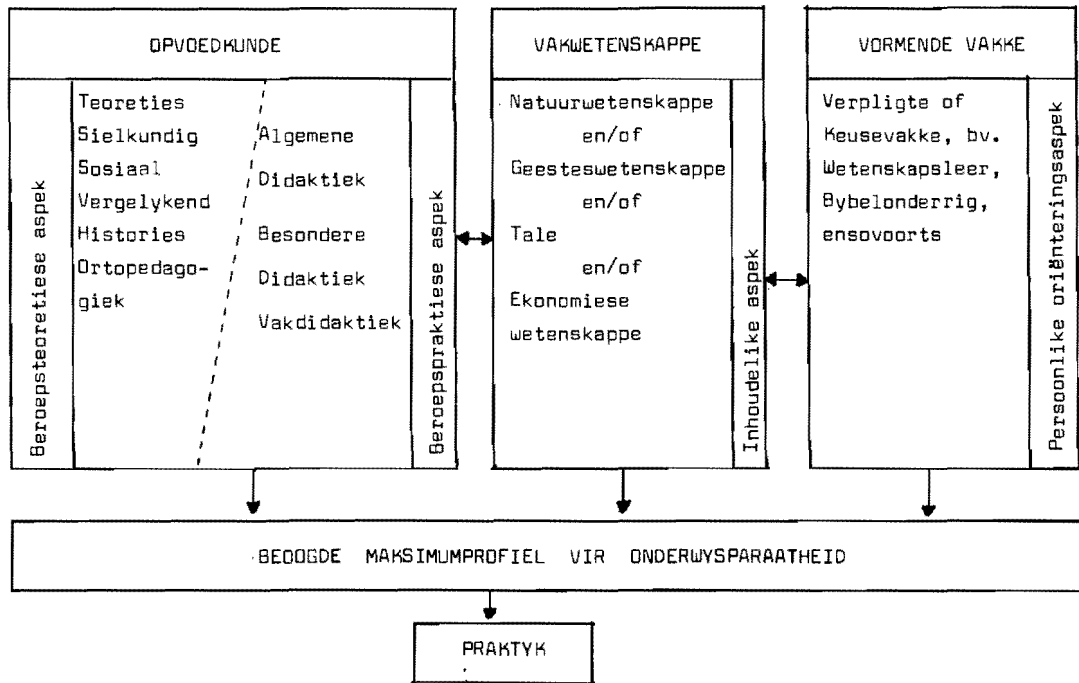 OPVOEDKUNDE
Beroepsteoretiese aspek
Teoreties
Sielkundig
Sosiaal
Vergelykend
Histories
Ortopedago-
giek
Algemene
Didaktiek
Besondere
Didaktiek
Vakdidaktiek
Beroepspraktiese aspek
VAKWETENSKAPPE
Natuurwetenskappe
en/of
Geesteswetenskappe
en/of
Tale
en/of
Ekonomiese
wetenskappe
Inhoudelike aspek
VORMENDE VAKKE
Verpligte of
Keusevakke, bv.
Wetenskapsleer,
Bybelonderrig,
ensovoorts
Persoonlike oriënteringsaspek
BEOOGDE MAKSIMUMPROFIEL VIR ONDERWYSPARAATHEID
PRAKTYK